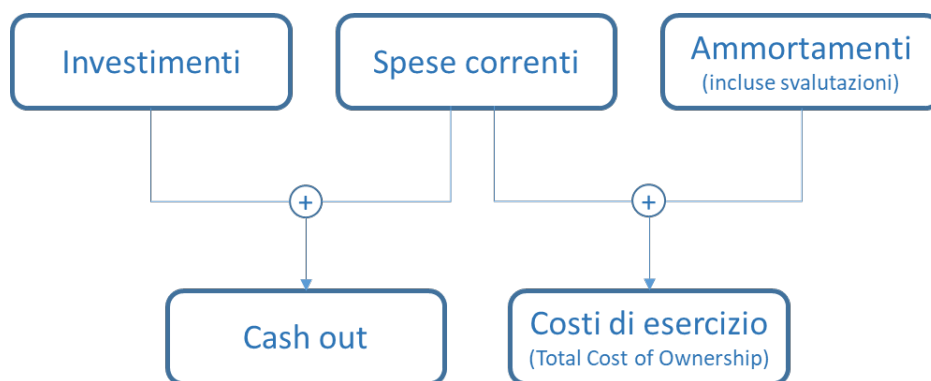 Investimenti
Spese correnti
Ammortamenti
(incluse svalutazioni)
+
+
Cash out
Costi di esercizio
(Total Cost of Ownership)